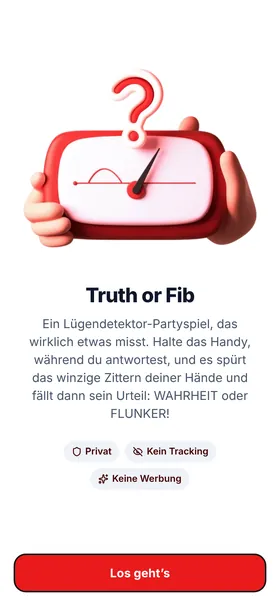 ?
Truth or Fib
Ein Lügendetektor-Partyspiel, das
wirklich etwas misst. Halte das Handy,
während du antwortest, und es spürt
das winzige Zittern deiner Hände und
fällt dann sein Urteil: WAHRHEIT oder
FLUNKER!
Privat
Kein Tracking
Keine Werbung
Los geht’s